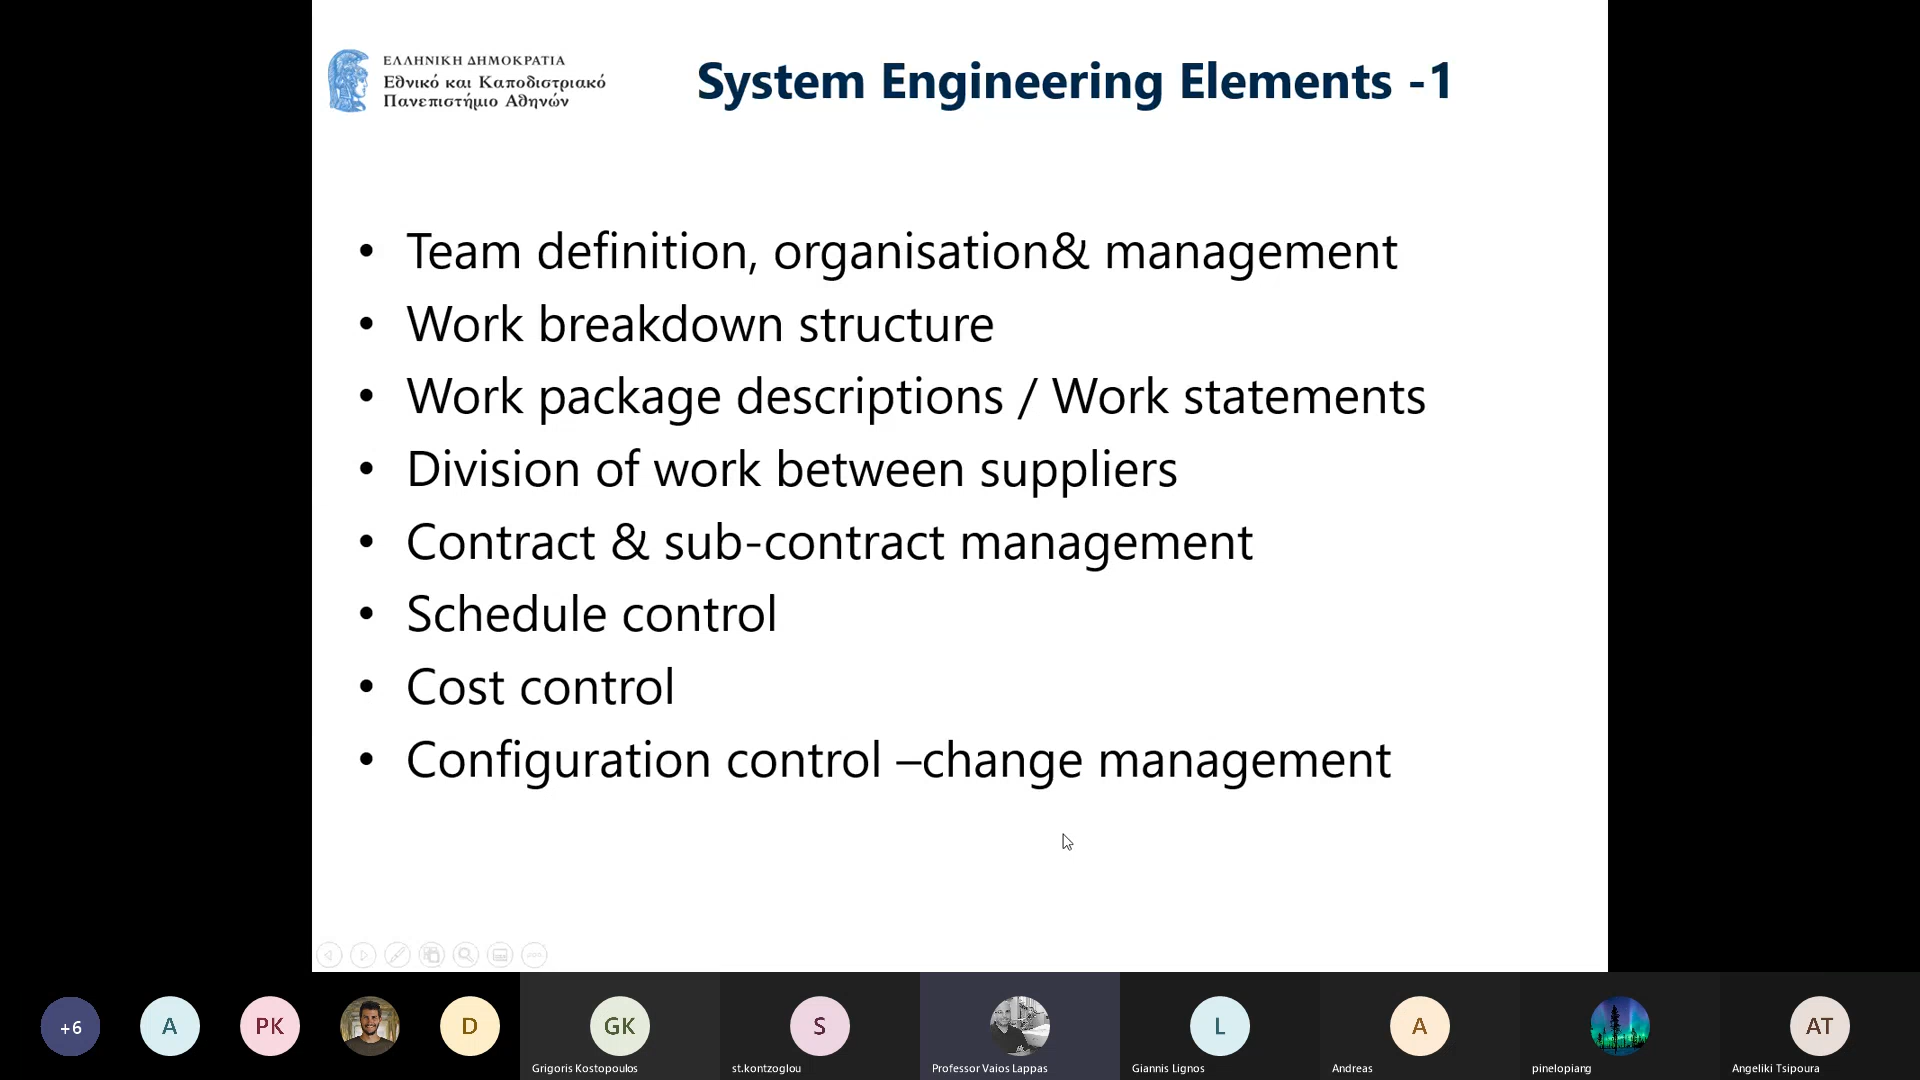 ΕΛΛΗΝΙΚΗ ΔΗΜΟΚΡΑΤΙΑ
Εθνικό και Καποδιστριακό
Πανεπιστήμιο Αθηνών
System Engineering Elements -1
• Team definition, organisation& management
• Work breakdown structure
• Work package descriptions / Work statements
• Division of work between suppliers
• Contract & sub-contract management
• Schedule control
• Cost control
• Configuration control –change management
+6
A
PK
D
GK
S
L
A
AT
Grigoris Kostopoulos
st.kontzoglou
Professor Vaios Lappas
Giannis Lignos
Andreas
pinelopiang
Angeliki Tsipoura